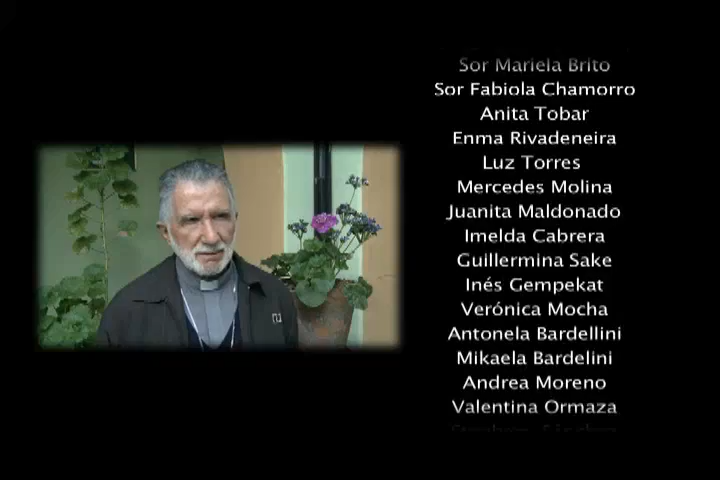 Sor Mariela Brito
Sor Fabiola Chamorro
Anita Tobar
Enma Rivadeneira
Luz Torres
Mercedes Molina
Juanita Maldonado
Imelda Cabrera
Guillermina Sake
Inés Gempekat
Verónica Mocha
Antonela Bardellini
Mikaela Bardelini
Andrea Moreno
Valentina Ormaza